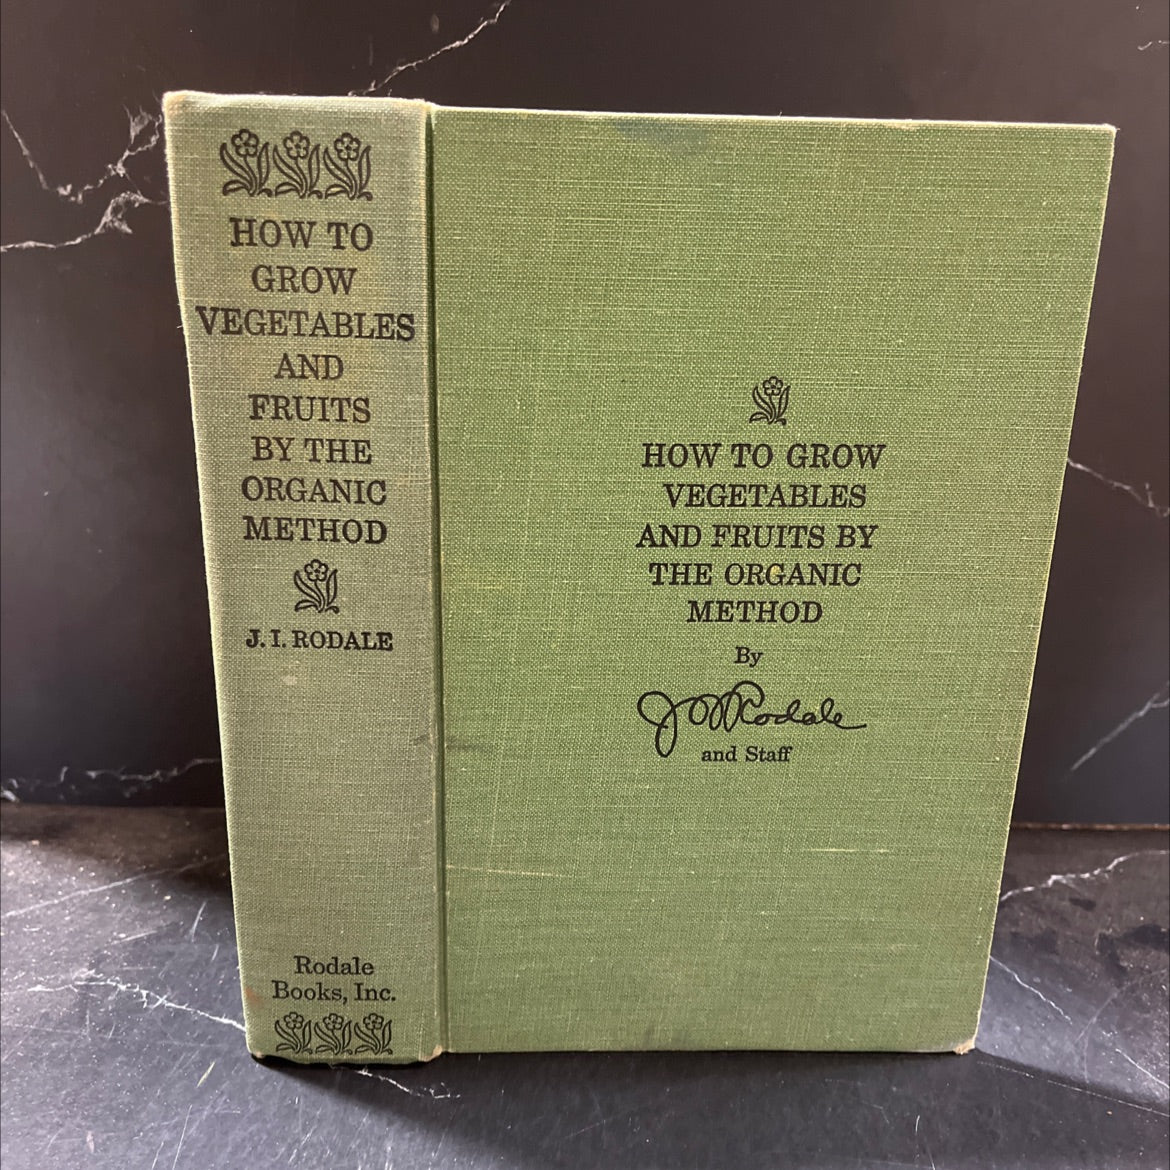 HOW TO
GROW
VEGETABLES
AND
FRUITS
BY THE
ORGANIC
METHOD
J. I. RODALE
Rodale
Books, Inc.
HOW TO GROW
VEGETABLES
AND FRUITS BY
THE ORGANIC
METHOD
By
J I Rodale
and Staff